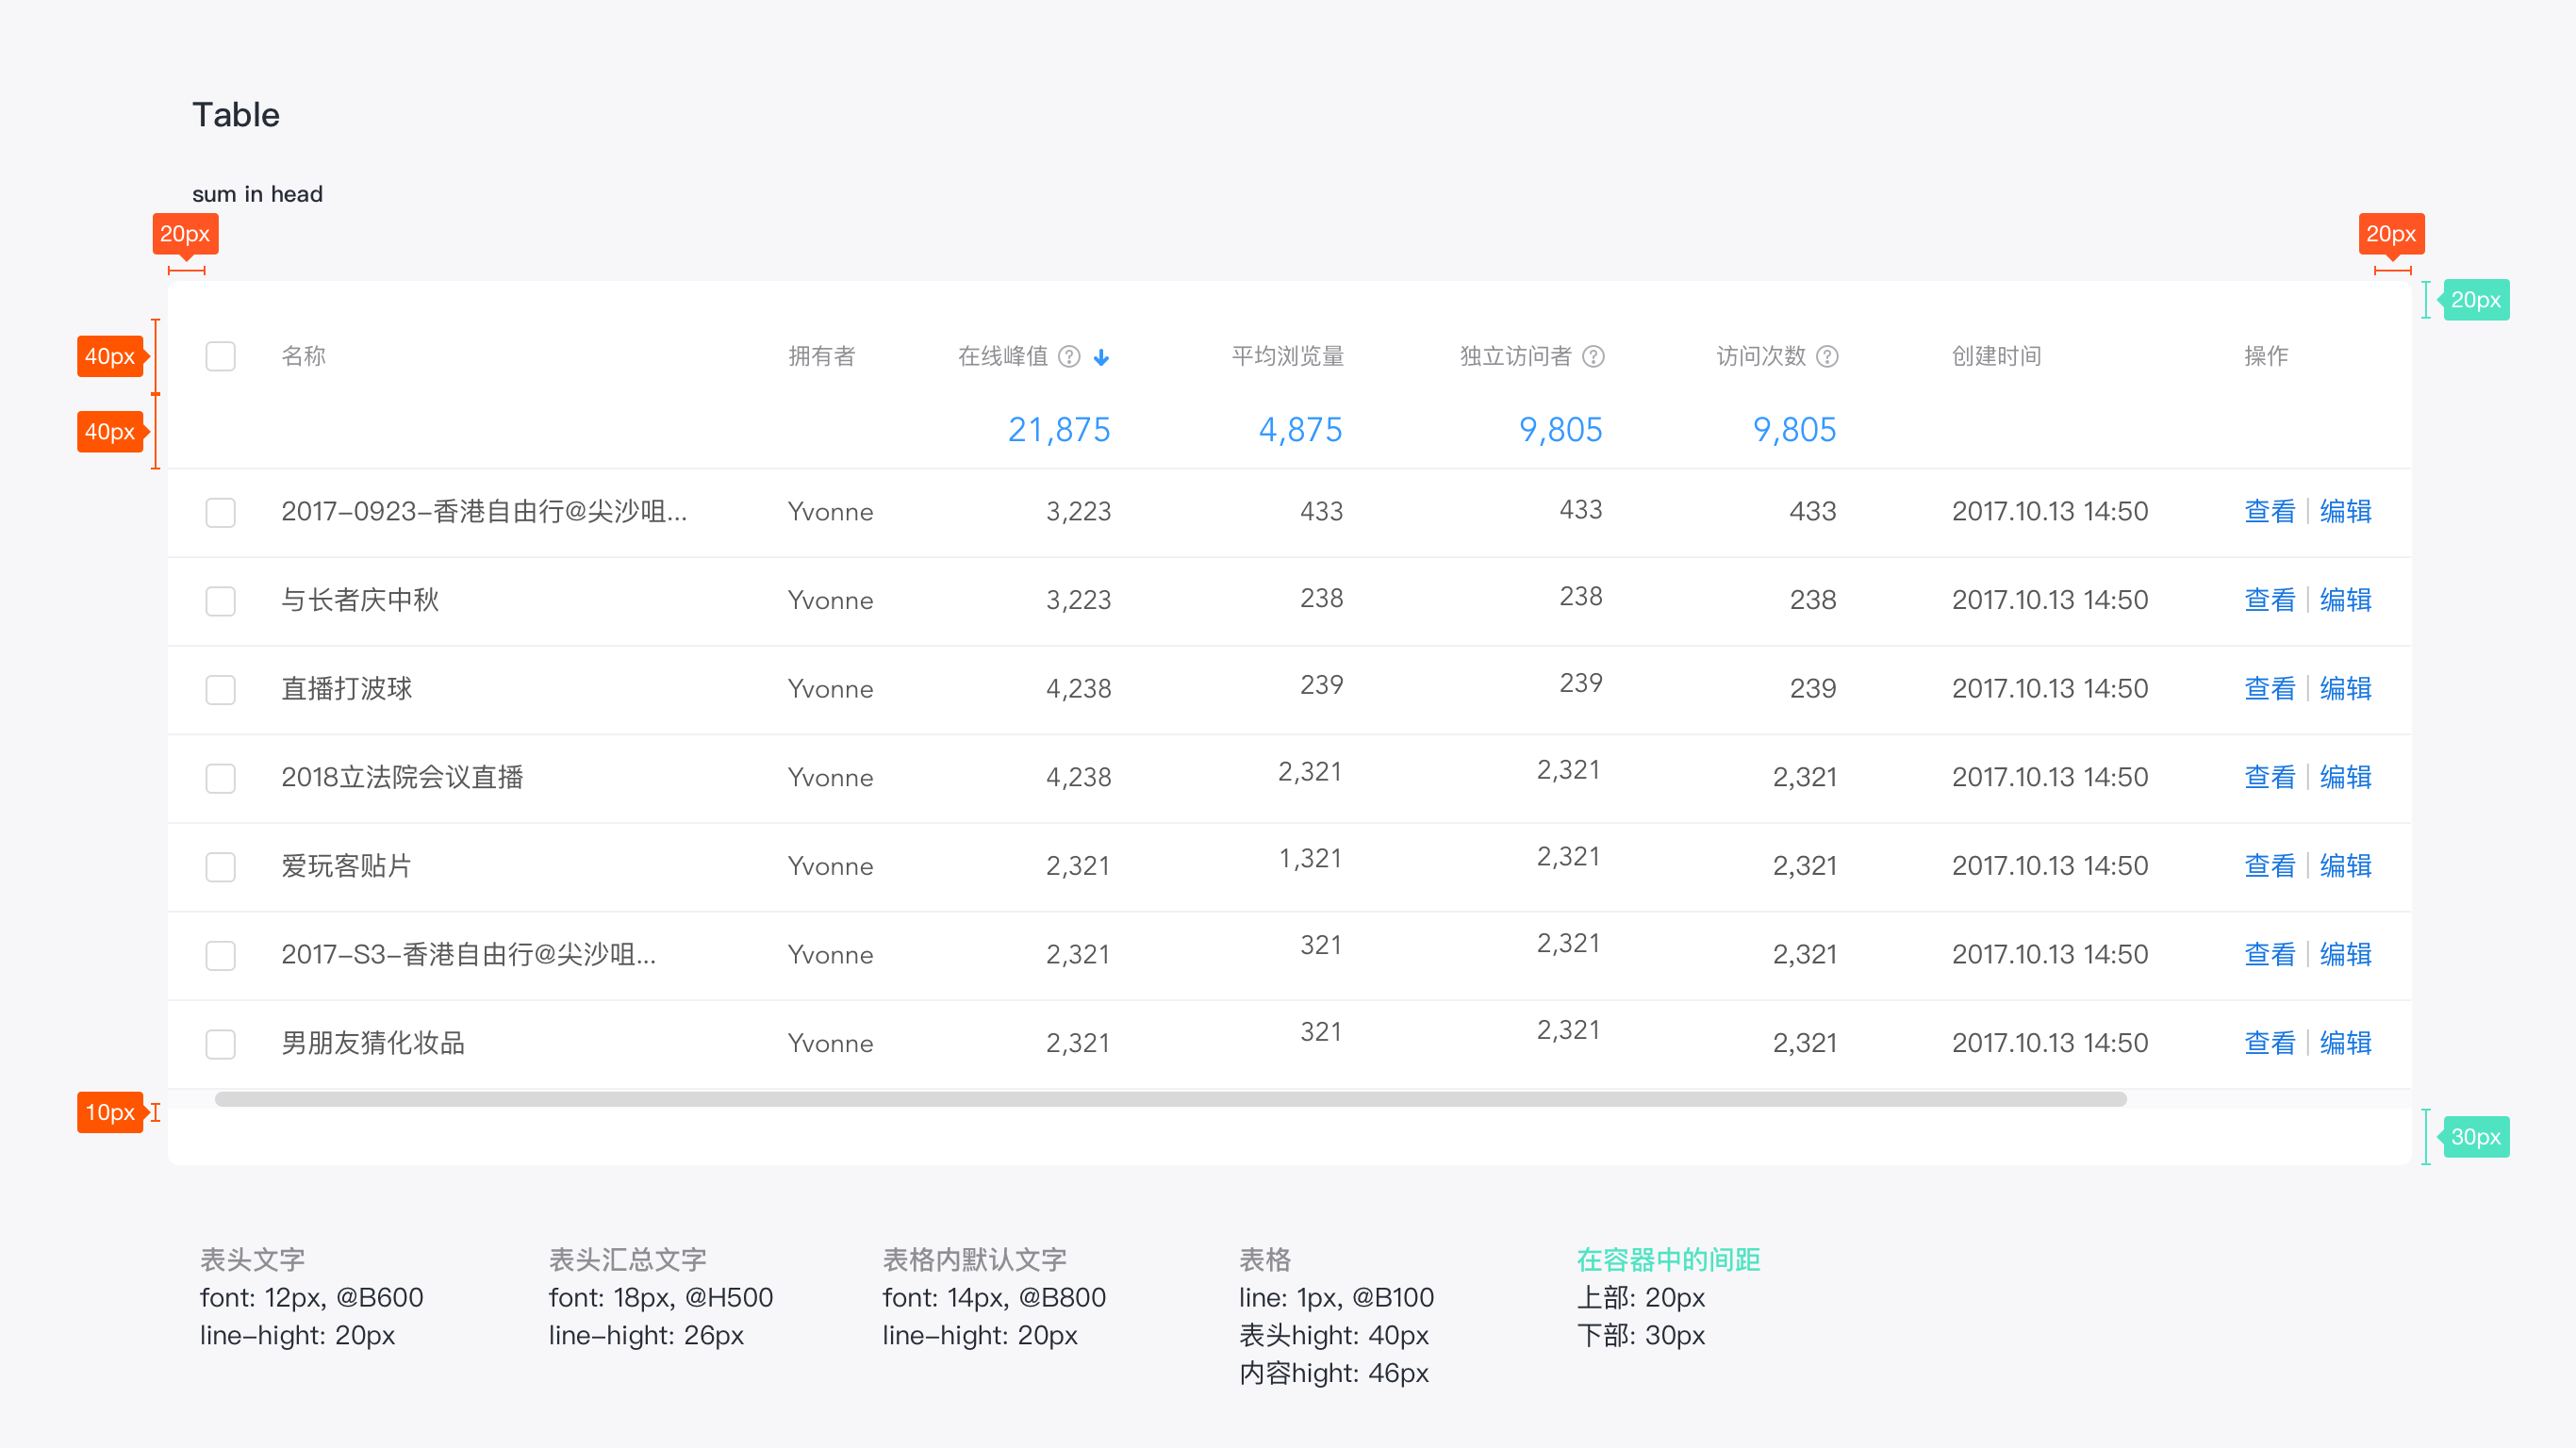 Table
sum in head
20px
20px
20px
40px
名称 拥有者 在线峰值 ? 平均浏览量 独立访问者 ? 访问次数 ? 创建时间 操作
40px
21,875 4,875 9,805 9,805
2017-0923-香港自由行@尖沙咀... Yvonne 3,223 433 433 433 2017.10.13 14:50 查看 | 编辑
与长者庆中秋 Yvonne 3,223 238 238 238 2017.10.13 14:50 查看 | 编辑
直播打波球 Yvonne 4,238 239 239 239 2017.10.13 14:50 查看 | 编辑
2018立法院会议直播 Yvonne 4,238 2,321 2,321 2,321 2017.10.13 14:50 查看 | 编辑
爱玩客贴片 Yvonne 2,321 1,321 2,321 2,321 2017.10.13 14:50 查看 | 编辑
2017-S3-香港自由行@尖沙咀... Yvonne 2,321 321 2,321 2,321 2017.10.13 14:50 查看 | 编辑
男朋友猜化妆品 Yvonne 2,321 321 2,321 2,321 2017.10.13 14:50 查看 | 编辑
10px
30px
表头文字
font: 12px, @B600
line-hight: 20px
表头汇总文字
font: 18px, @H500
line-hight: 26px
表格内默认文字
font: 14px, @B800
line-hight: 20px
表格
line: 1px, @B100
表头hight: 40px
内容hight: 46px
在容器中的间距
上部: 20px
下部: 30px